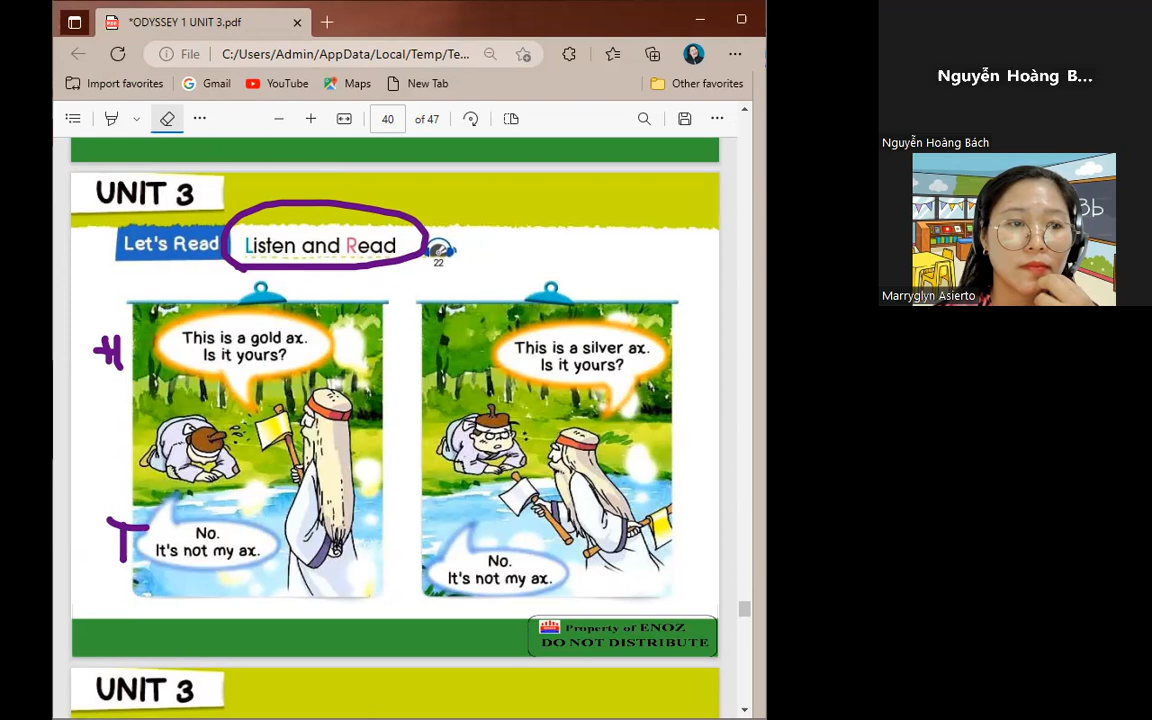 *ODYSSEY 1 UNIT 3.pdf
File
C:/Users/Admin/AppData/Local/Temp/Te...
Import favorites
Gmail
YouTube
Maps
New Tab
Other favorites
40
of 47
UNIT 3
Let's Read
Listen and Read
22
This is a gold ax.
Is it yours?
No.
It's not my ax.
This is a silver ax.
Is it yours?
No.
It's not my ax.
T
Property of ENOZ
DO NOT DISTRIBUTE
UNIT 3
Nguyễn Hoàng B...
Nguyễn Hoàng Bách
3b
Marryglyn Asierto